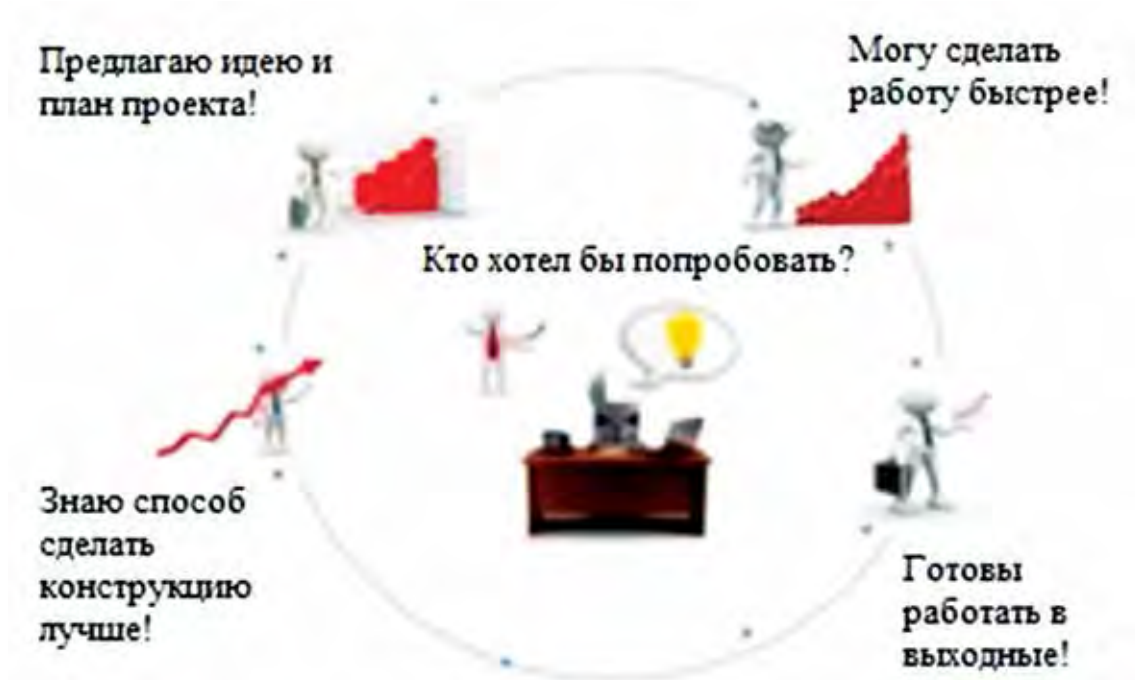 Предлагаю идею и
план проекта!
Могу сделать
работу быстрее!
Кто хотел бы попробовать?
Знаю способ
сделать
конструкцию
лучше!
Готовы
работать в
выходные!